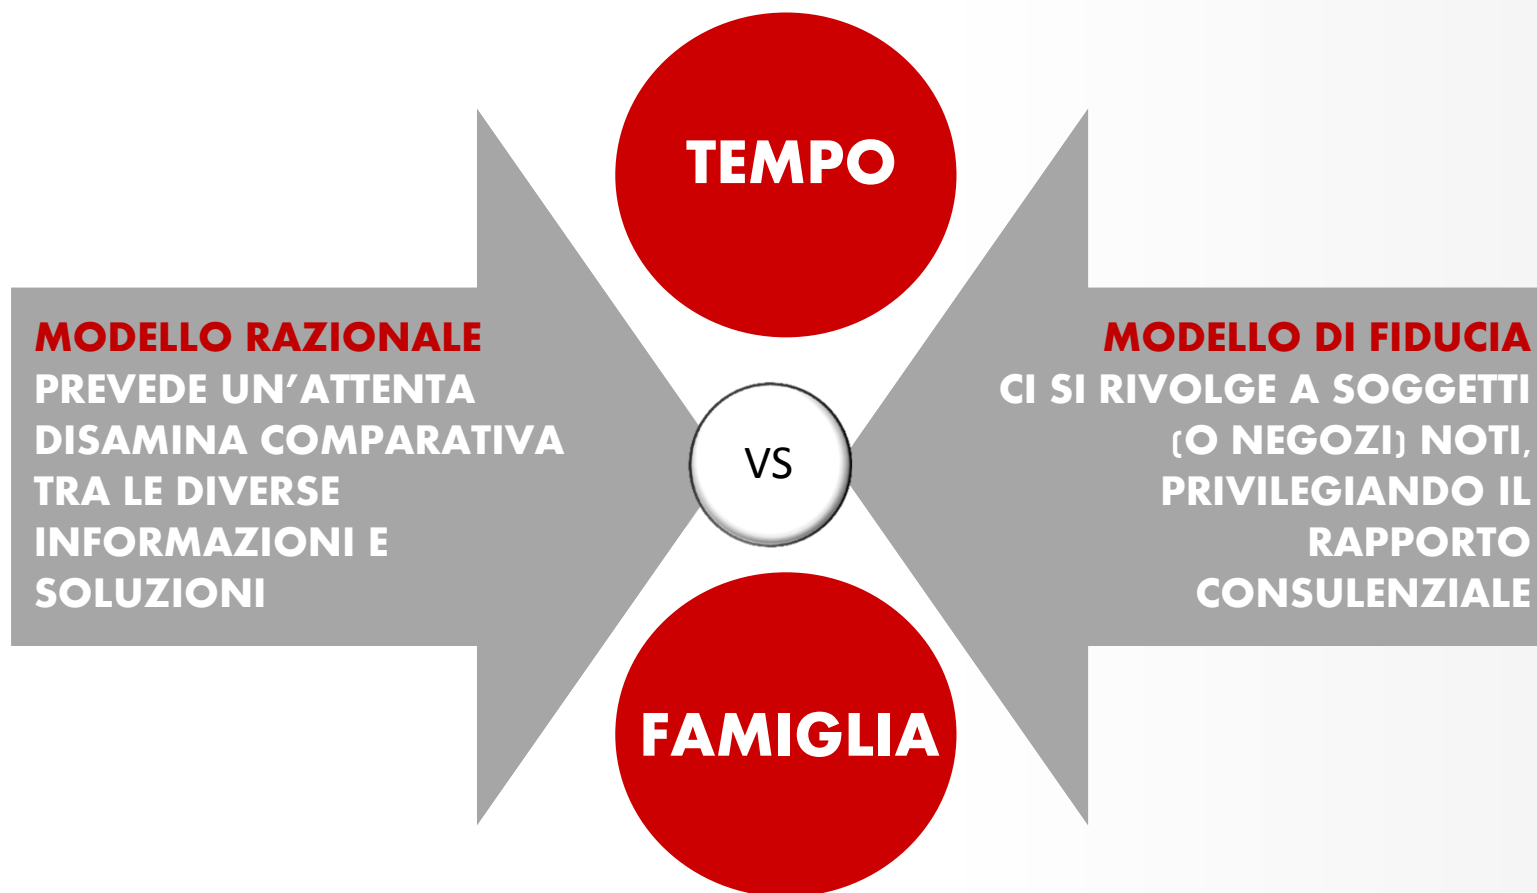 TEMPO
MODELLO RAZIONALE
PREVEDE UN’ATTENTA
DISAMINA COMPARATIVA
TRA LE DIVERSE
INFORMAZIONI E
SOLUZIONI
VS
MODELLO DI FIDUCIA
CI SI RIVOLGE A SOGGETTI
(O NEGOZI) NOTI,
PRIVILEGIANDO IL
RAPPORTO
CONSULENZIALE
FAMIGLIA